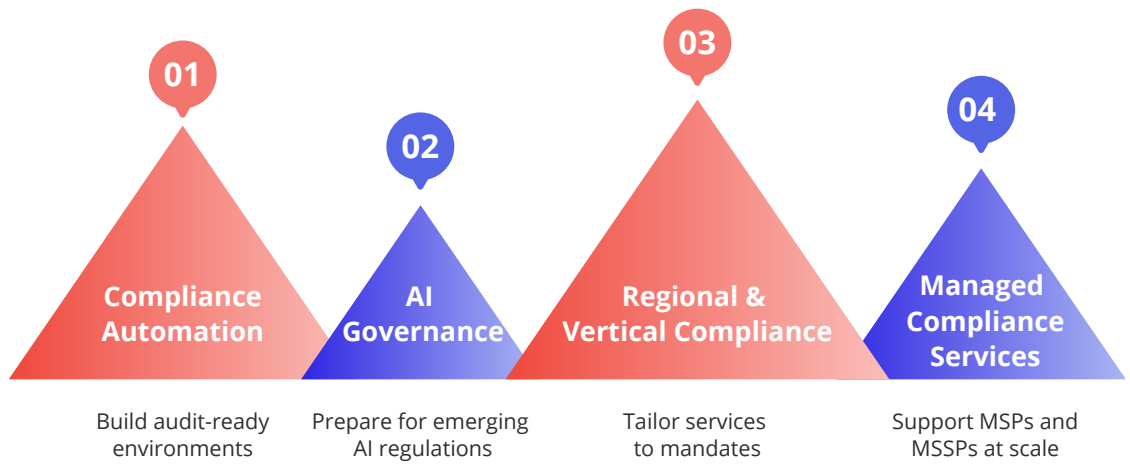 01
Compliance
Automation
Build audit-ready
environments
02
AI
Governance
Prepare for emerging
AI regulations
03
Regional &
Vertical Compliance
Tailor services
to mandates
04
Managed
Compliance
Services
Support MSPs and
MSSPs at scale